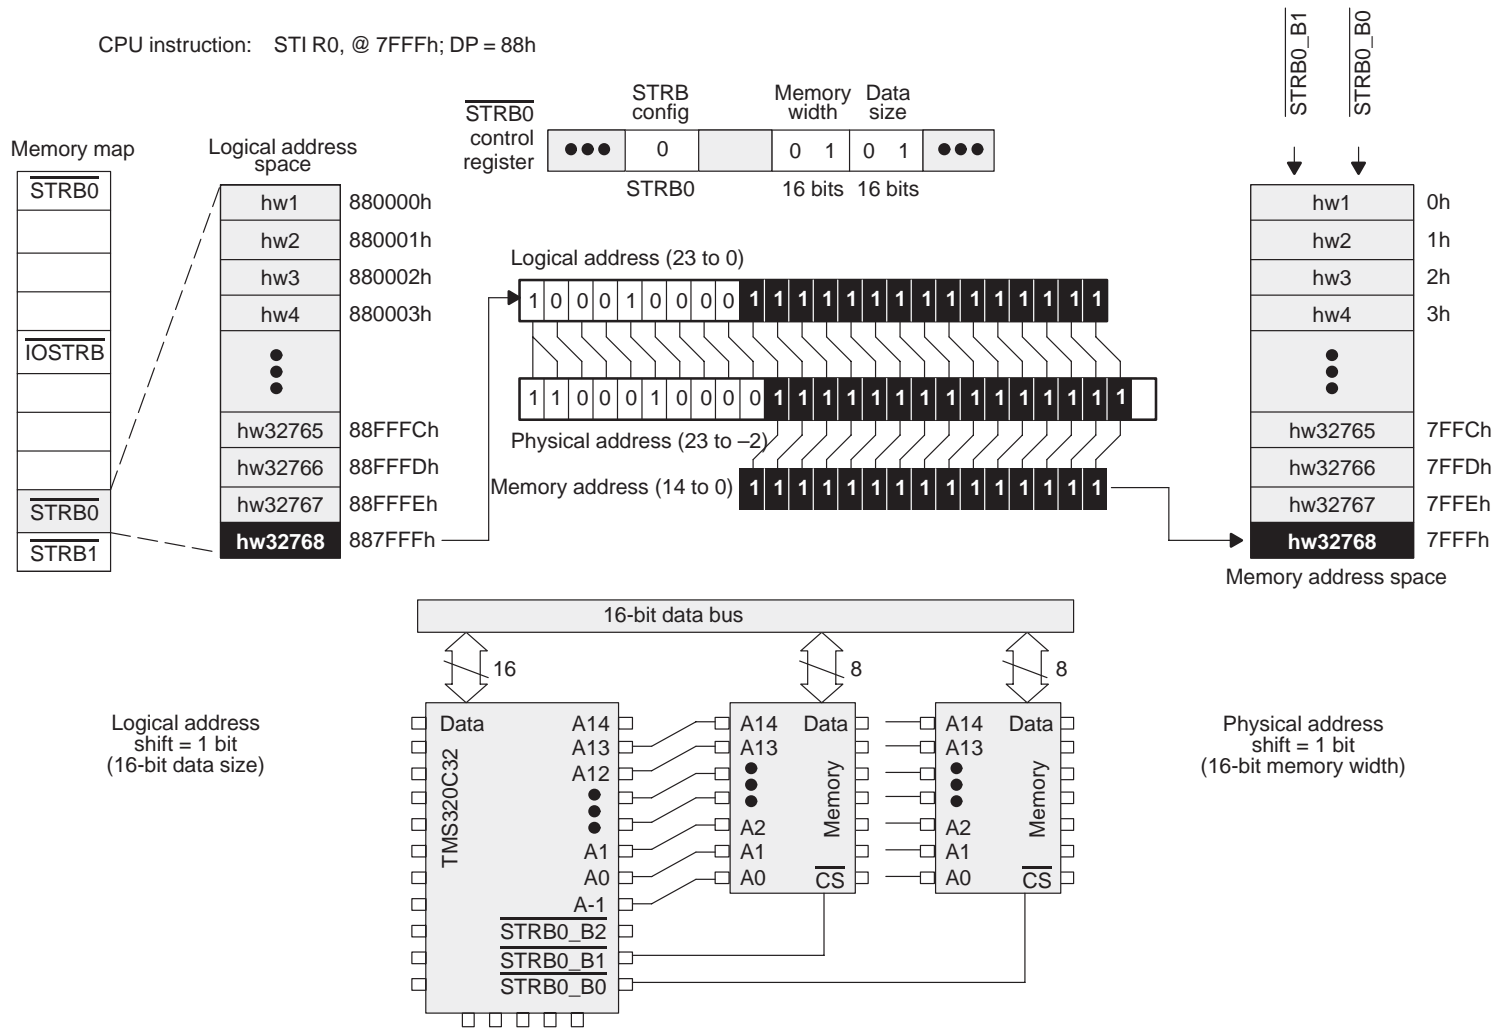 CPU instruction: STI R0, @ 7FFFh; DP = 88h
STRB0_B1
STRB0_B0
STRB0
control
register
STRB
config
Memory
width
Data
size
●●● 0 0 1 0 1 ●●●
STRB0
16 bits 16 bits
Memory map
STRB0
IOSTRB
STRB0
STRB1
Logical address
space
hw1 880000h
hw2 880001h
hw3 880002h
hw4 880003h
hw32765 88FFFCh
hw32766 88FFFDh
hw32767 88FFFEh
hw32768 887FFFh
Logical address (23 to 0)
1 0 0 0 1 0 0 0 0 1 1 1 1 1 1 1 1 1 1 1 1 1 1 1
1 1 0 0 0 1 0 0 0 0 1 1 1 1 1 1 1 1 1 1 1 1 1 1 1
Physical address (23 to –2)
Memory address (14 to 0)
1 1 1 1 1 1 1 1 1 1 1 1 1 1 1
hw1 0h
hw2 1h
hw3 2h
hw4 3h
hw32765 7FFCh
hw32766 7FFDh
hw32767 7FFEh
hw32768 7FFFh
Memory address space
16-bit data bus
16
8
8
Logical address
shift = 1 bit
(16-bit data size)
Data
TMS320C32
A14
A13
A12
A1
A0
A-1
STRB0_B2
STRB0_B1
STRB0_B0
A14 Data
A13
Memory
A2
A1
A0 CS
A14 Data
A13
Memory
A2
A1
A0 CS
Physical address
shift = 1 bit
(16-bit memory width)